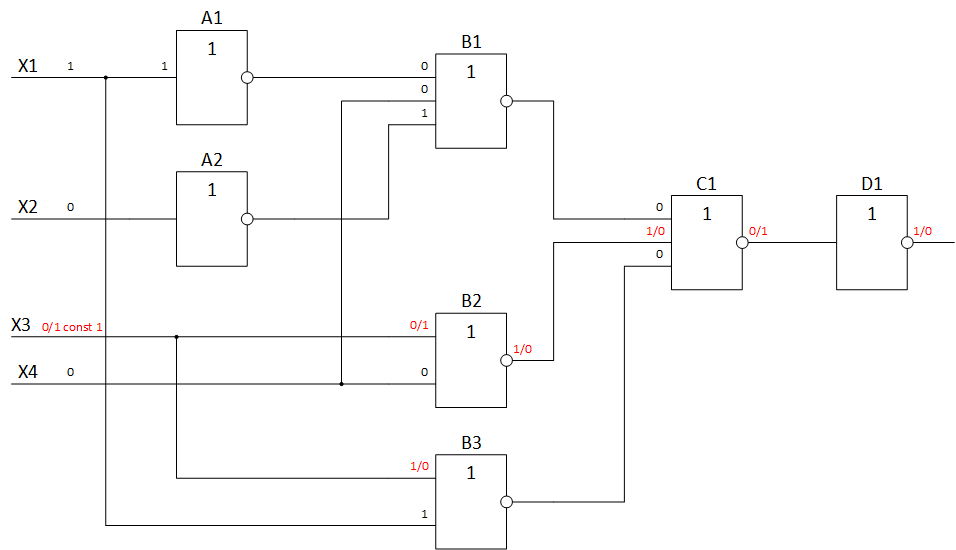 A1
X1 1 1 1
B1
0
1
0
1
A2
X2 0 1
C1 D1
0 1 1
1/0 0/1 1/0
0
B2
X3 0/1 const 1 0/1 1
1/0
X4 0 0
B3
1/0 1
1